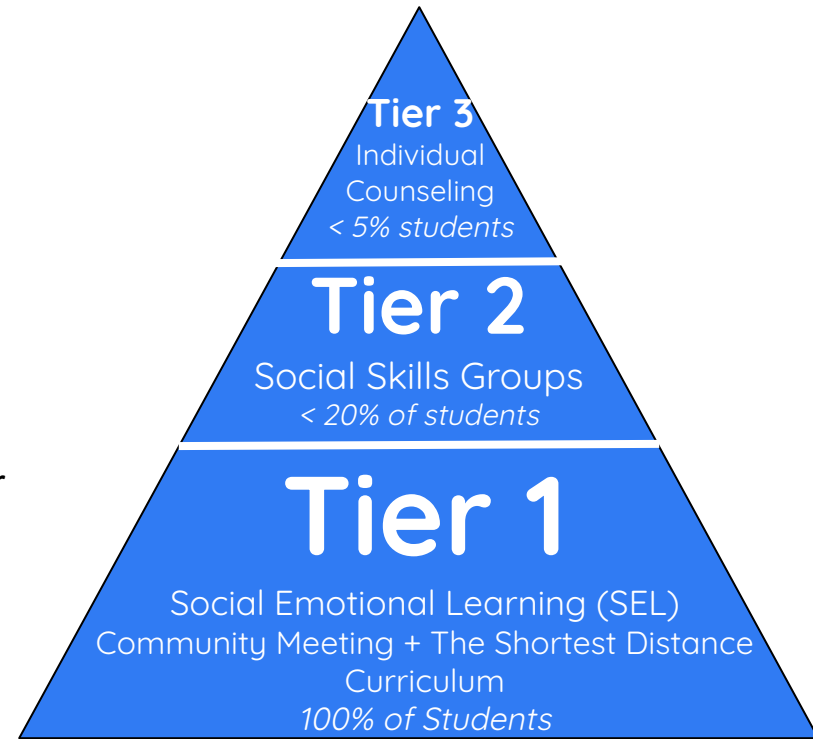 Tier 3
Individual
Counseling
< 5% students
Tier 2
Social Skills Groups
< 20% of students
Tier 1
Social Emotional Learning (SEL)
Community Meeting + The Shortest Distance
Curriculum
100% of Students